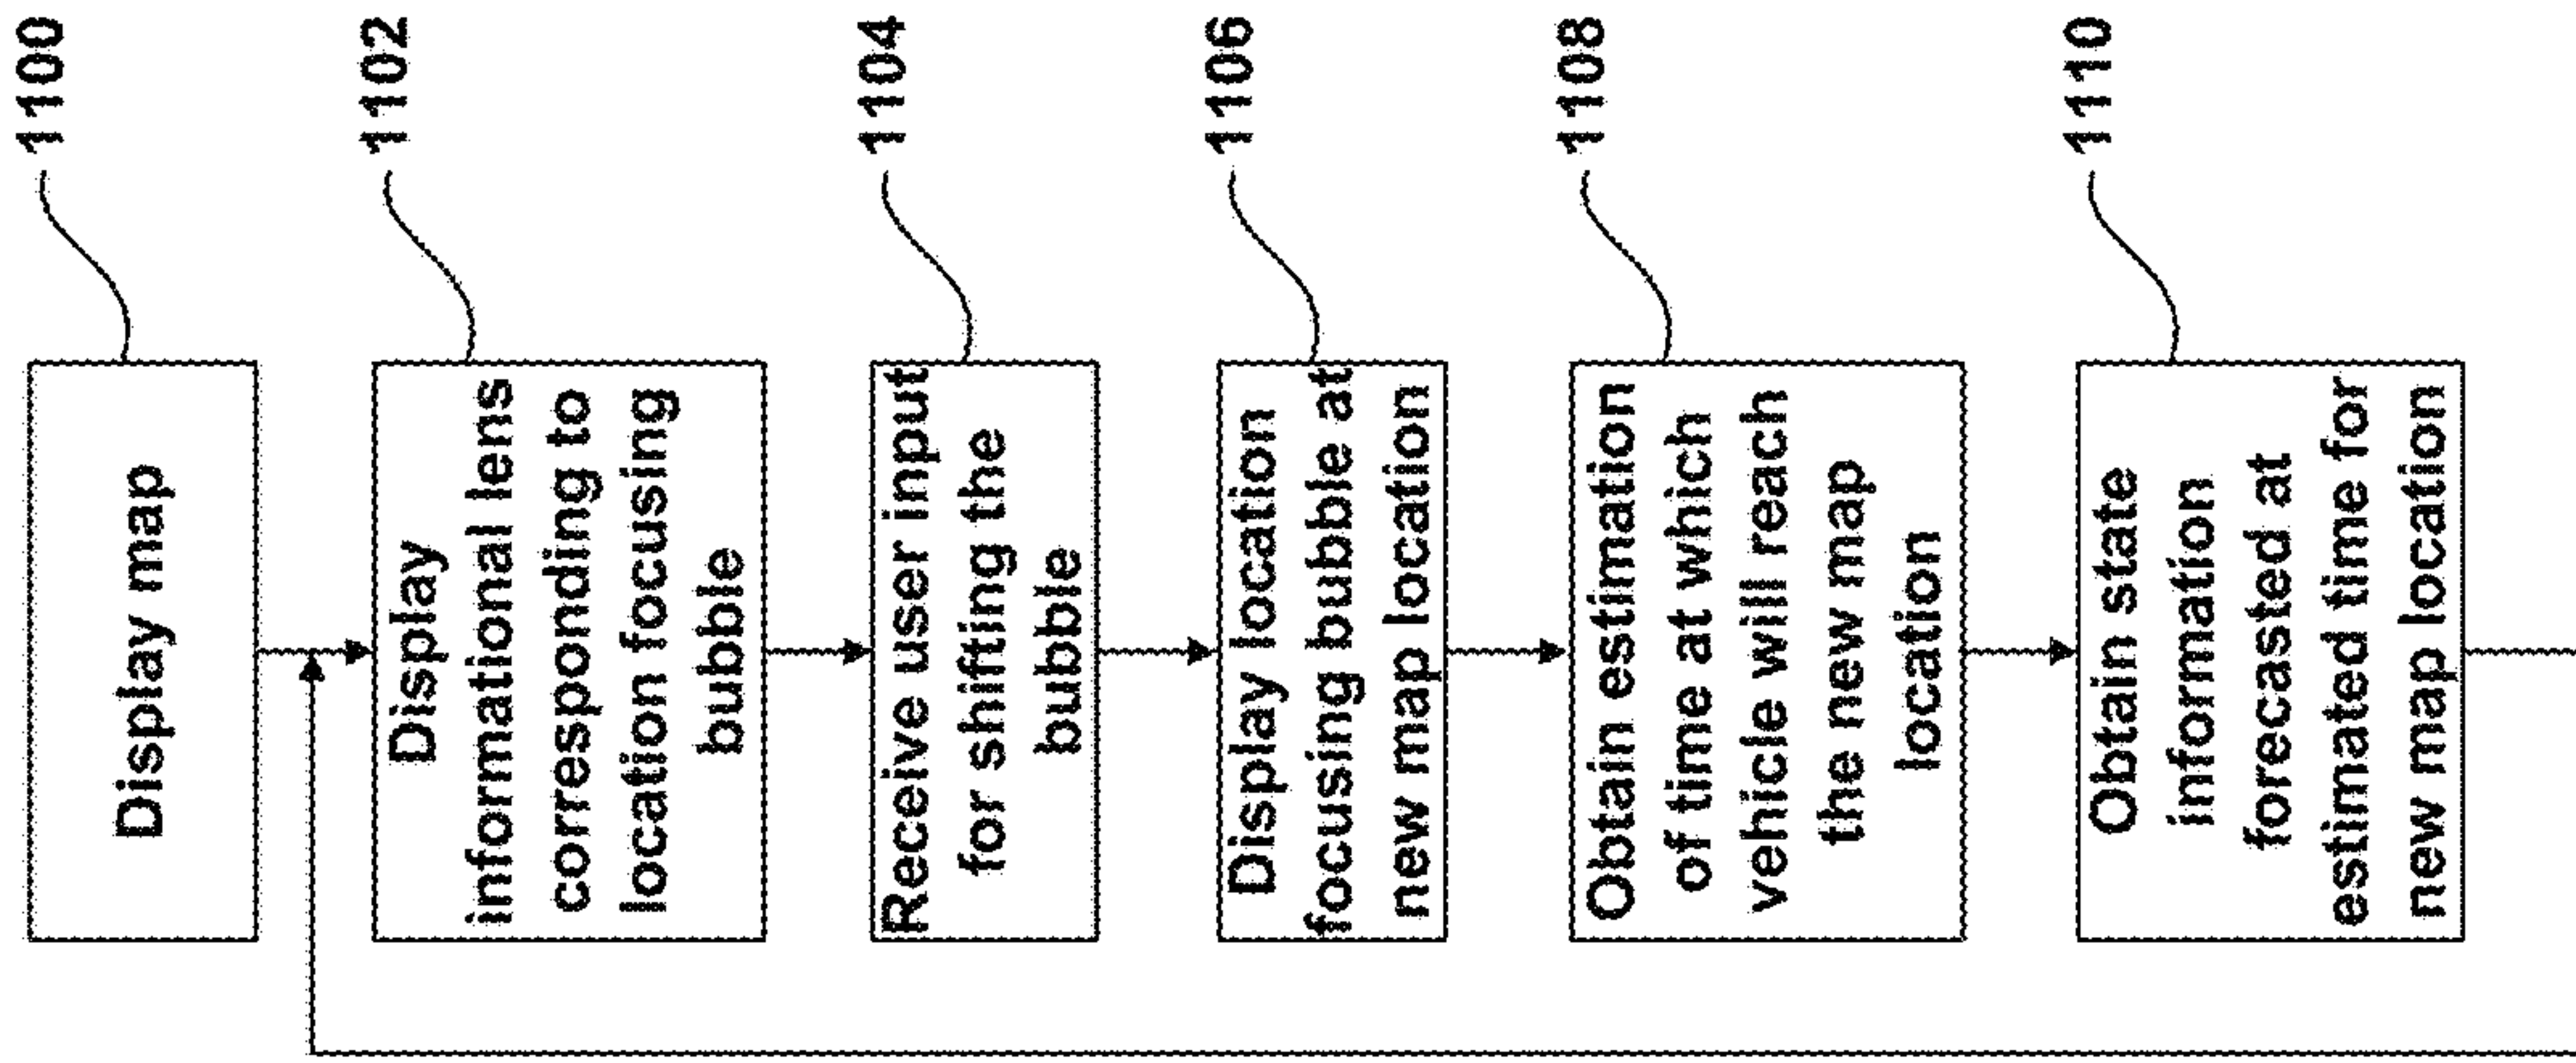 1100
Display map
1102
Display
informational lens
corresponding to
location focusing
bubble
1104
Receive user input
for shifting the
bubble
1106
Display location
focusing bubble at
new map location
1108
Obtain estimation
of time at which
vehicle will reach
the new map
location
1110
Obtain state
information
forecasted at
estimated time for
new map location